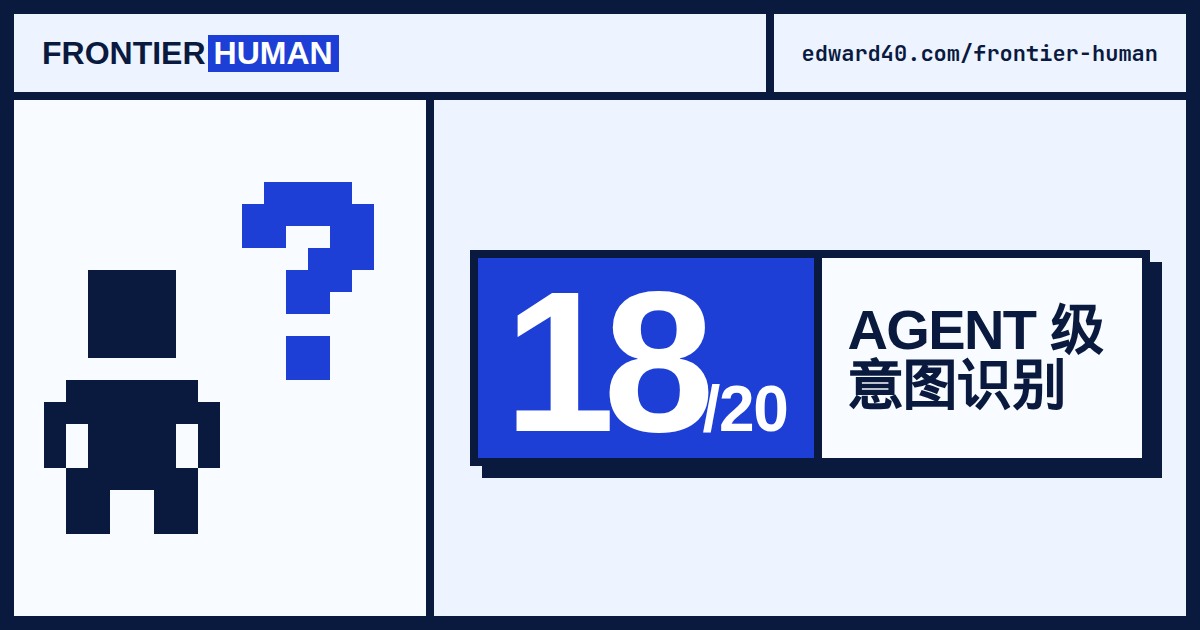 FRONTIER HUMAN
edward40.com/frontier-human
?
18/20
AGENT 级
意图识别